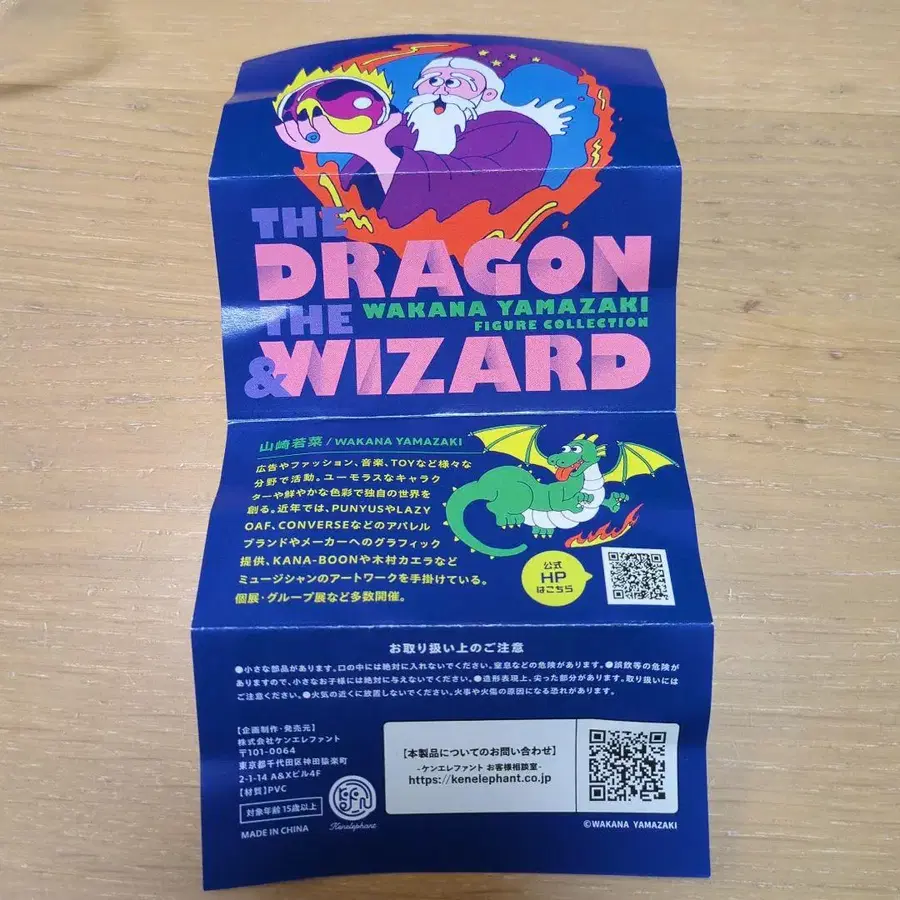 THE
DRAGON
THE
WAKANA YAMAZAKI
FIGURE COLLECTION
&WIZARD
山崎若菜/WAKANA YAMAZAKI
広告やファッション、音楽、TOYなど様々な
分野で活動。ユーモラスなキャラク
ターや鮮やかな色彩で独自の世界を
創る。近年では、PUNYUSやLAZY
OAF、CONVERSEなどのアパレル
ブランドやメーカーへのグラフィック
提供、KANA-BOONや木村カエラなど
ミュージシャンのアートワークを手掛けている。
個展・グループ展など多数開催。
公式
HP
はこちら
お取り扱い上のご注意
●小さな部品があります。口の中には絶対に入れないでください。窒息などの危険があります。●誤飲等の危険が
ありますので、小さなお子様には絶対に与えないでください。●造形表現上、尖った部分があります。取り扱いには
ご注意ください。●火気の近くに放置しないでください。火事や火傷の原因になる恐れがあります。
【企画制作・発売元】
株式会社ケンエレファント
〒101-0064
東京都千代田区神田猿楽町
2-1-14 A&Xビル4F
【材質】PVC
対象年齢15歳以上
MADE IN CHINA
Kenelephant
【本製品についてのお問い合わせ】
-ケンエレファント お客様相談室-
https://kenelephant.co.jp
©WAKANA YAMAZAKI